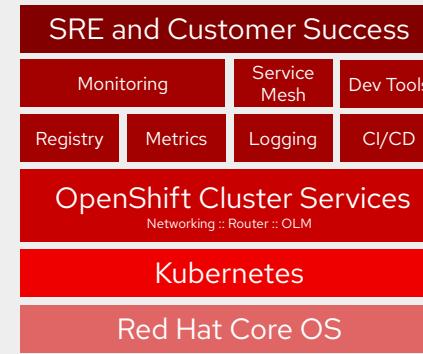 SRE and Customer Success
Monitoring
Service
Mesh
Dev Tools
Registry
Metrics
Logging
CI/CD
OpenShift Cluster Services
Networking :: Router :: OLM
Kubernetes
Red Hat Core OS